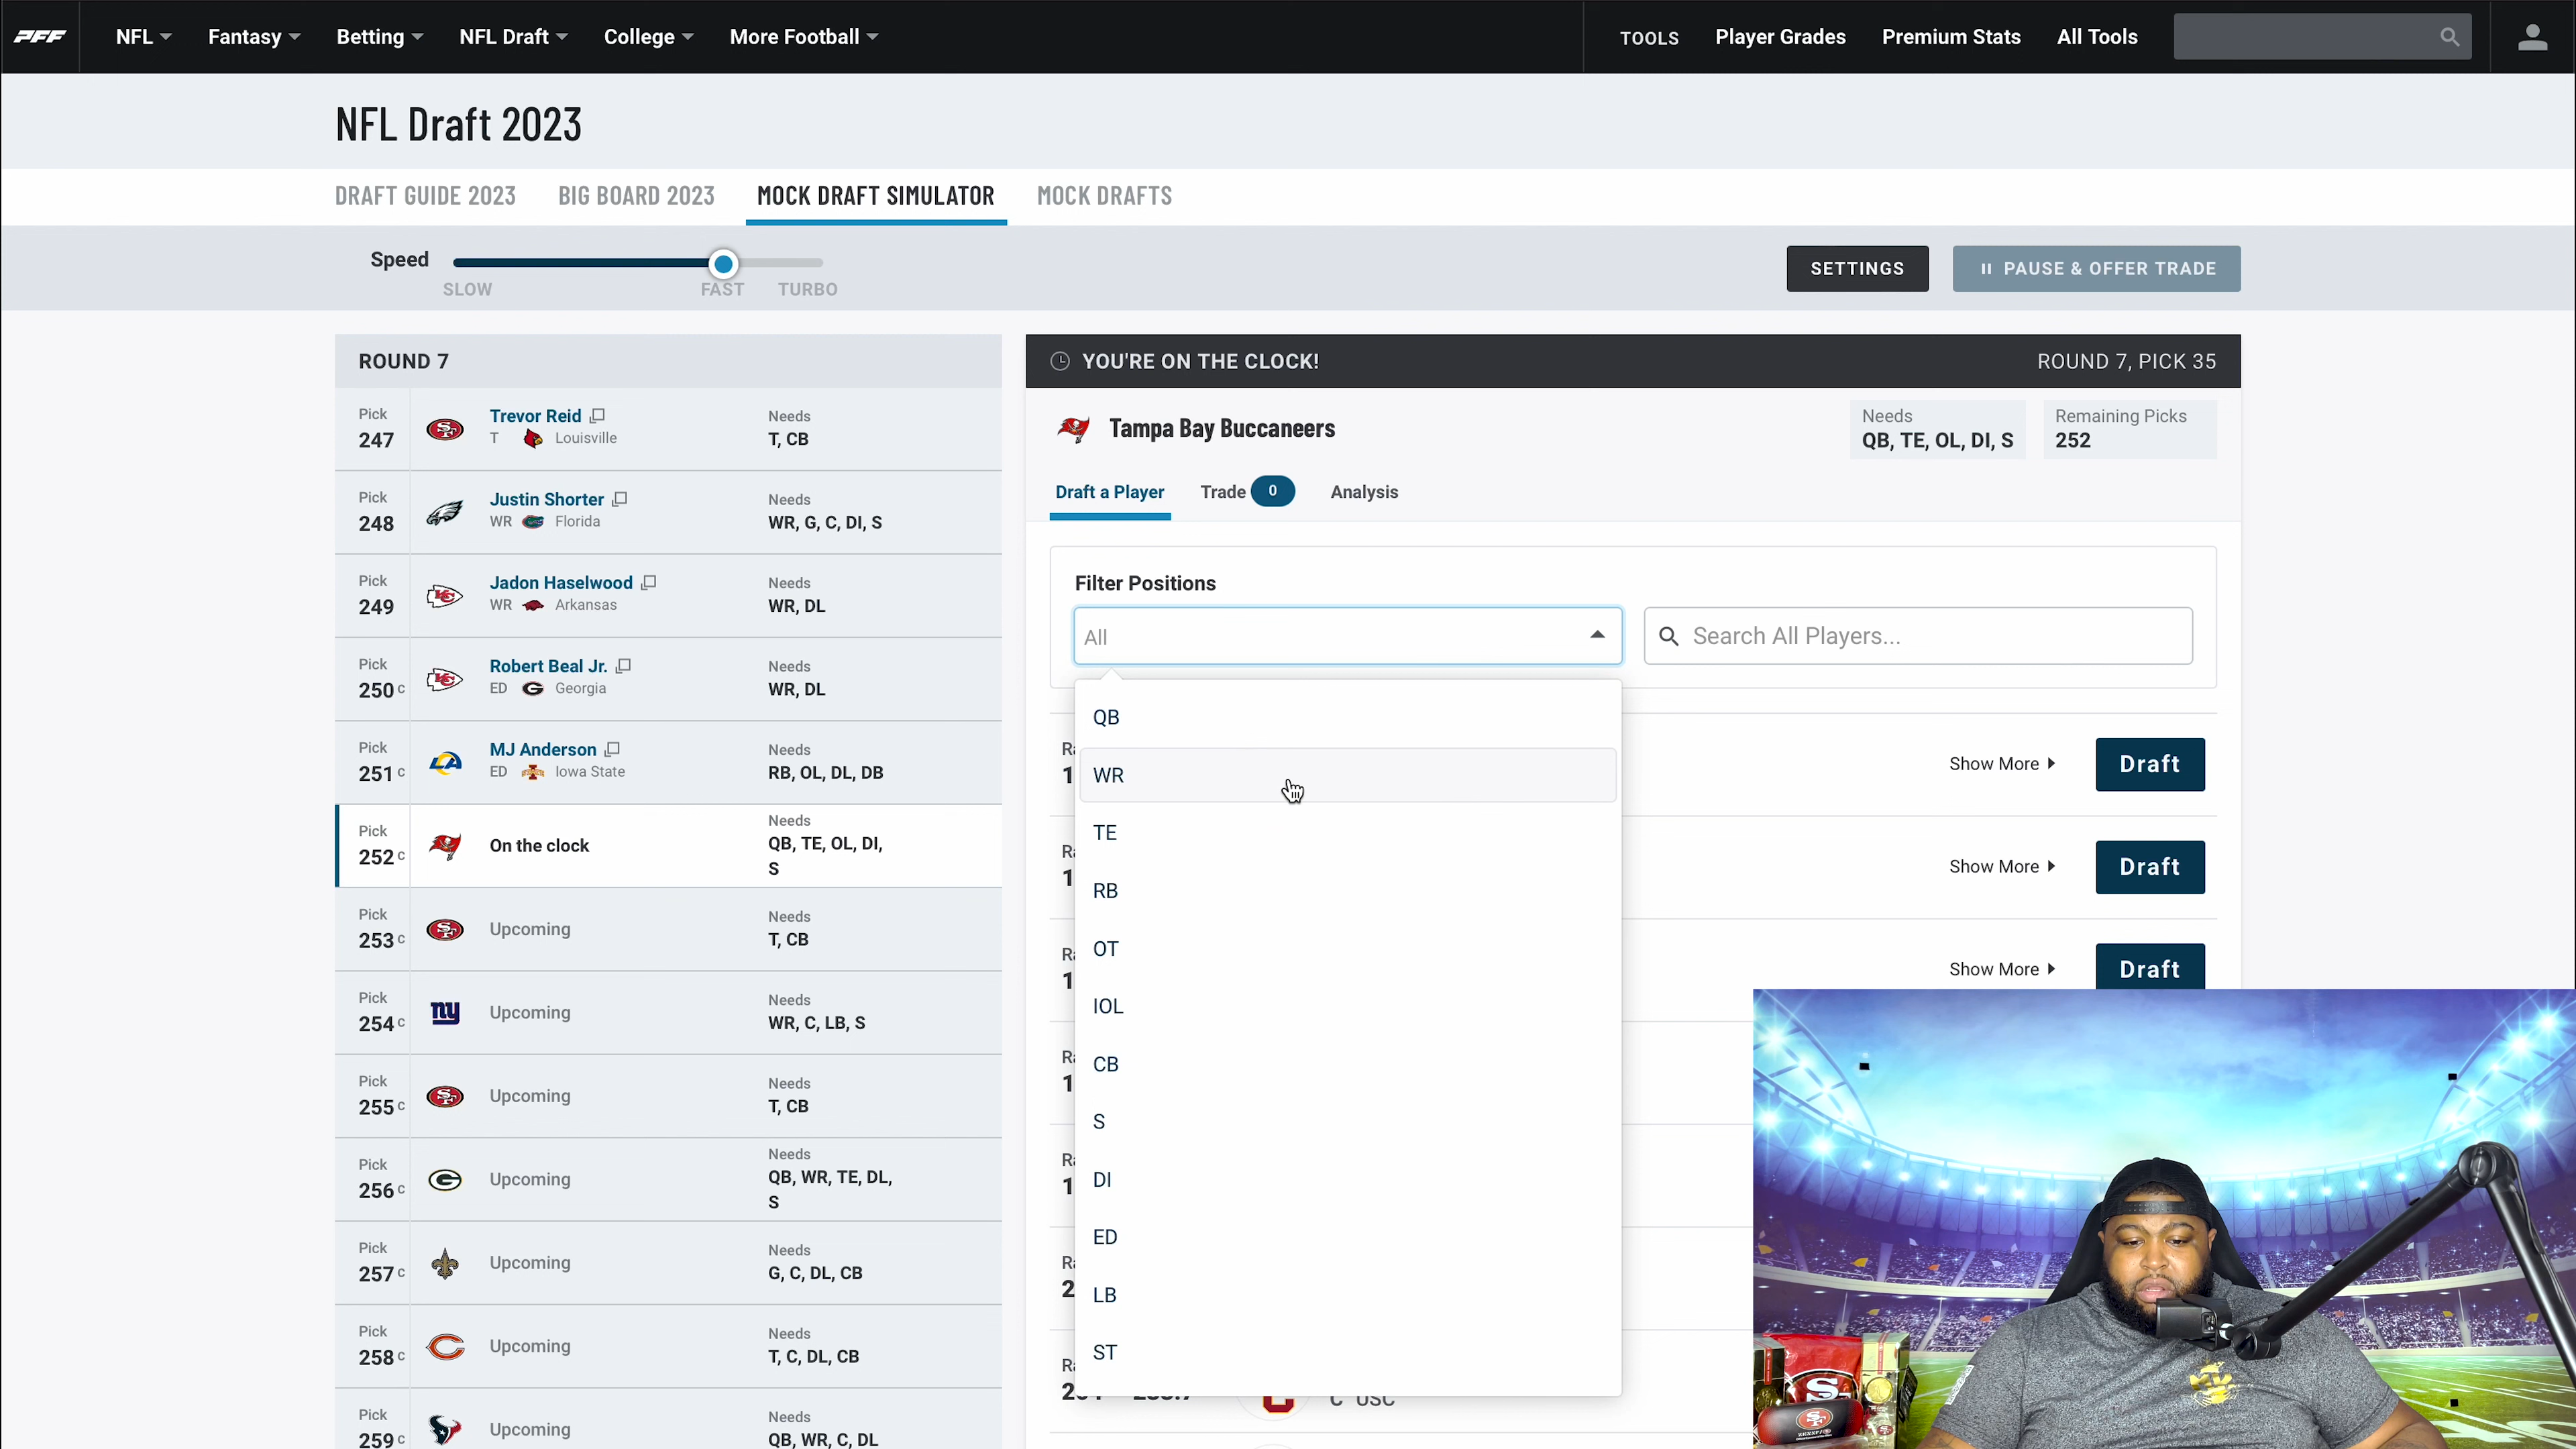 PFF NFL Fantasy Betting NFL Draft College More Football TOOLS Player Grades Premium Stats All Tools
NFL Draft 2023
DRAFT GUIDE 2023 BIG BOARD 2023 MOCK DRAFT SIMULATOR MOCK DRAFTS
Speed
SLOW FAST TURBO
SETTINGS PAUSE & OFFER TRADE
ROUND 7
Pick
247
Trevor Reid
T Louisville
Needs
T, CB
Pick
248
Justin Shorter
WR Florida
Needs
WR, G, C, DI, S
Pick
249
Jadon Haselwood
WR Arkansas
Needs
WR, DL
Pick
250 C
Robert Beal Jr.
ED Georgia
Needs
WR, DL
Pick
251 C
MJ Anderson
ED Iowa State
Needs
RB, OL, DL, DB
Pick
252 C
On the clock
Needs
QB, TE, OL, DI,
S
Pick
253 C
Upcoming
Needs
T, CB
Pick
254 C
Upcoming
Needs
WR, C, LB, S
Pick
255 C
Upcoming
Needs
T, CB
Pick
256 C
Upcoming
Needs
QB, WR, TE, DL,
S
Pick
257 C
Upcoming
Needs
G, C, DL, CB
Pick
258 C
Upcoming
Needs
T, C, DL, CB
Pick
259 C
Upcoming
Needs
QB, WR, C, DL
YOU'RE ON THE CLOCK! ROUND 7, PICK 35
Tampa Bay Buccaneers
Needs
QB, TE, OL, DI, S
Remaining Picks
252
Draft a Player Trade 0 Analysis
Filter Positions
All
Search All Players...
QB
WR
TE
RB
OT
IOL
CB
S
DI
ED
LB
ST
Show More Draft
Show More Draft
Show More Draft
C USC